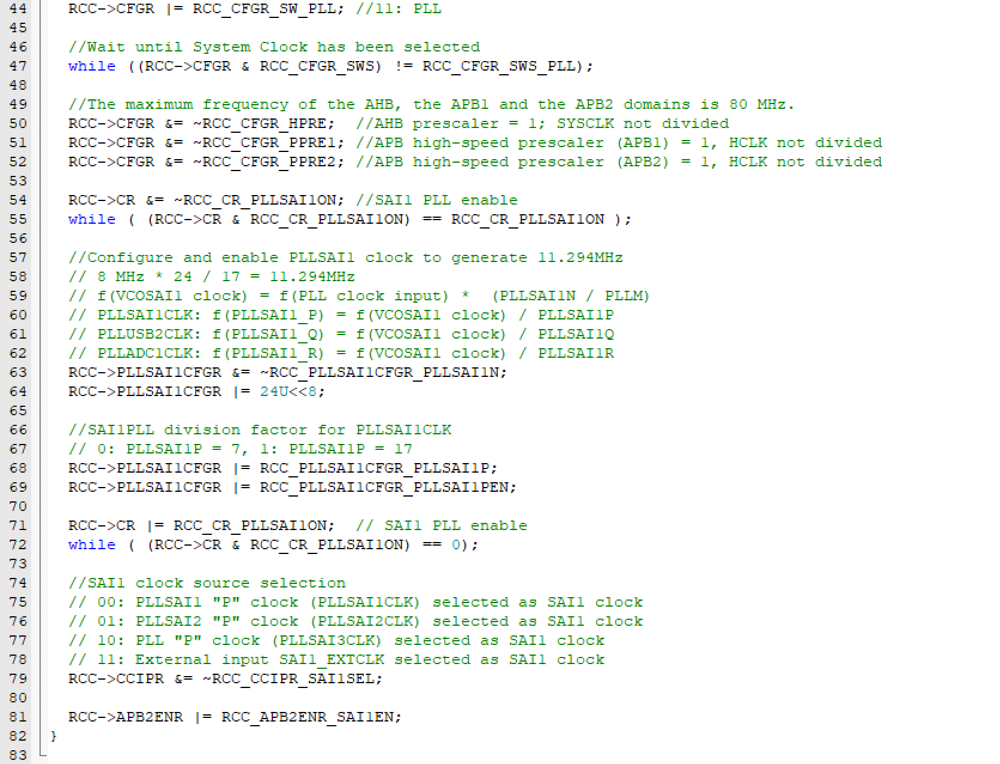 44 RCC->CFGR |= RCC_CFGR_SW_PLL; //11: PLL
45
46 //Wait until System Clock has been selected
47 while ((RCC->CFGR & RCC_CFGR_SWS) != RCC_CFGR_SWS_PLL);
48
49 //The maximum frequency of the AHB, the APB1 and the APB2 domains is 80 MHz.
50 RCC->CFGR &= ~RCC_CFGR_HPRE;  //AHB prescaler = 1; SYSCLK not divided
51 RCC->CFGR &= ~RCC_CFGR_PPRE1; //APB high-speed prescaler (APB1) = 1, HCLK not divided
52 RCC->CFGR &= ~RCC_CFGR_PPRE2; //APB high-speed prescaler (APB2) = 1, HCLK not divided
53
54 RCC->CR &= ~RCC_CR_PLLSAI1ON; //SAI1 PLL enable
55 while ( (RCC->CR & RCC_CR_PLLSAI1ON) == RCC_CR_PLLSAI1ON );
56
57 //Configure and enable PLLSAI1 clock to generate 11.294MHz
58 // 8 MHz * 24 / 17 = 11.294MHz
59 // f(VCOSAI1 clock) = f(PLL clock input) *  (PLLSAI1N / PLLM)
60 // PLLSAI1CLK: f(PLLSAI1_P) = f(VCOSAI1 clock) / PLLSAI1P
61 // PLLUSB2CLK: f(PLLSAI1_Q) = f(VCOSAI1 clock) / PLLSAI1Q
62 // PLLADC1CLK: f(PLLSAI1_R) = f(VCOSAI1 clock) / PLLSAI1R
63 RCC->PLLSAI1CFGR &= ~RCC_PLLSAI1CFGR_PLLSAI1N;
64 RCC->PLLSAI1CFGR |= 24U<<8;
65
66 //SAI1PLL division factor for PLLSAI1CLK
67 // 0: PLLSAI1P = 7, 1: PLLSAI1P = 17
68 RCC->PLLSAI1CFGR |= RCC_PLLSAI1CFGR_PLLSAI1P;
69 RCC->PLLSAI1CFGR |= RCC_PLLSAI1CFGR_PLLSAI1PEN;
70
71 RCC->CR |= RCC_CR_PLLSAI1ON;  // SAI1 PLL enable
72 while ( (RCC->CR & RCC_CR_PLLSAI1ON) == 0);
73
74 //SAI1 clock source selection
75 // 00: PLLSAI1 "P" clock (PLLSAI1CLK) selected as SAI1 clock
76 // 01: PLLSAI2 "P" clock (PLLSAI2CLK) selected as SAI1 clock
77 // 10: PLL "P" clock (PLLSAI3CLK) selected as SAI1 clock
78 // 11: External input SAI1_EXTCLK selected as SAI1 clock
79 RCC->CCIPR &= ~RCC_CCIPR_SAI1SEL;
80
81 RCC->APB2ENR |= RCC_APB2ENR_SAI1EN;
82 }
83